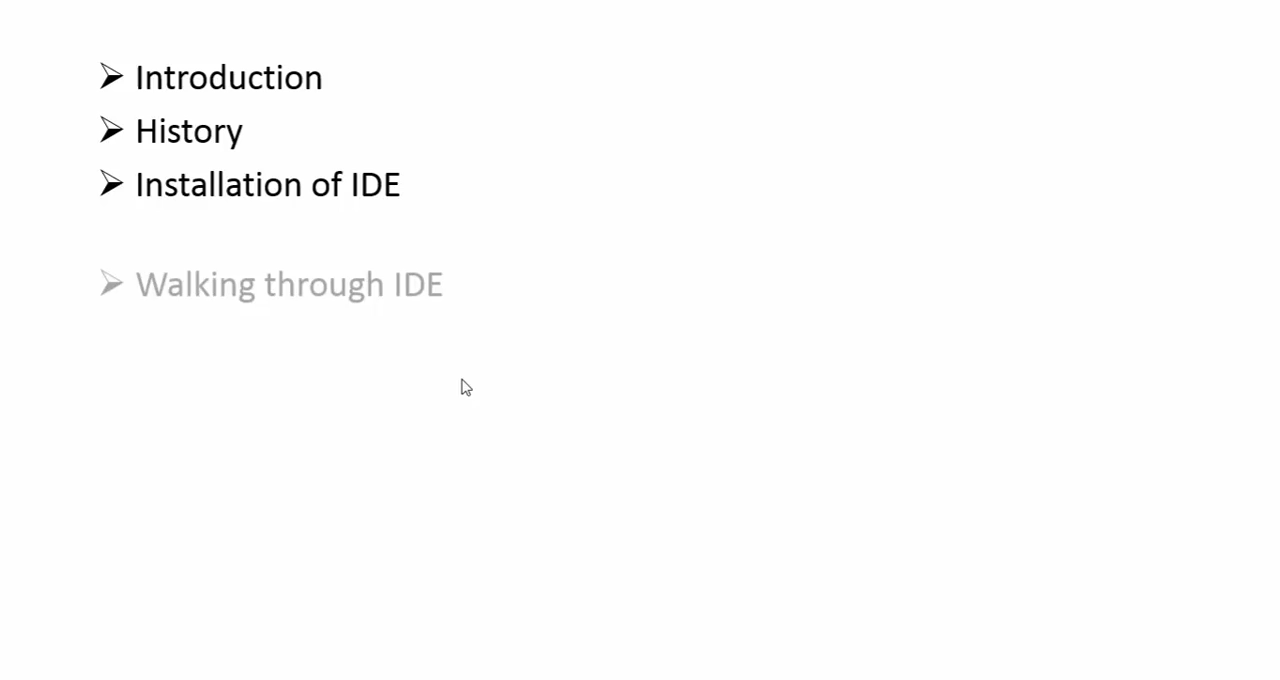 ➢ Introduction
➢ History
➢ Installation of IDE
➢ Walking through IDE